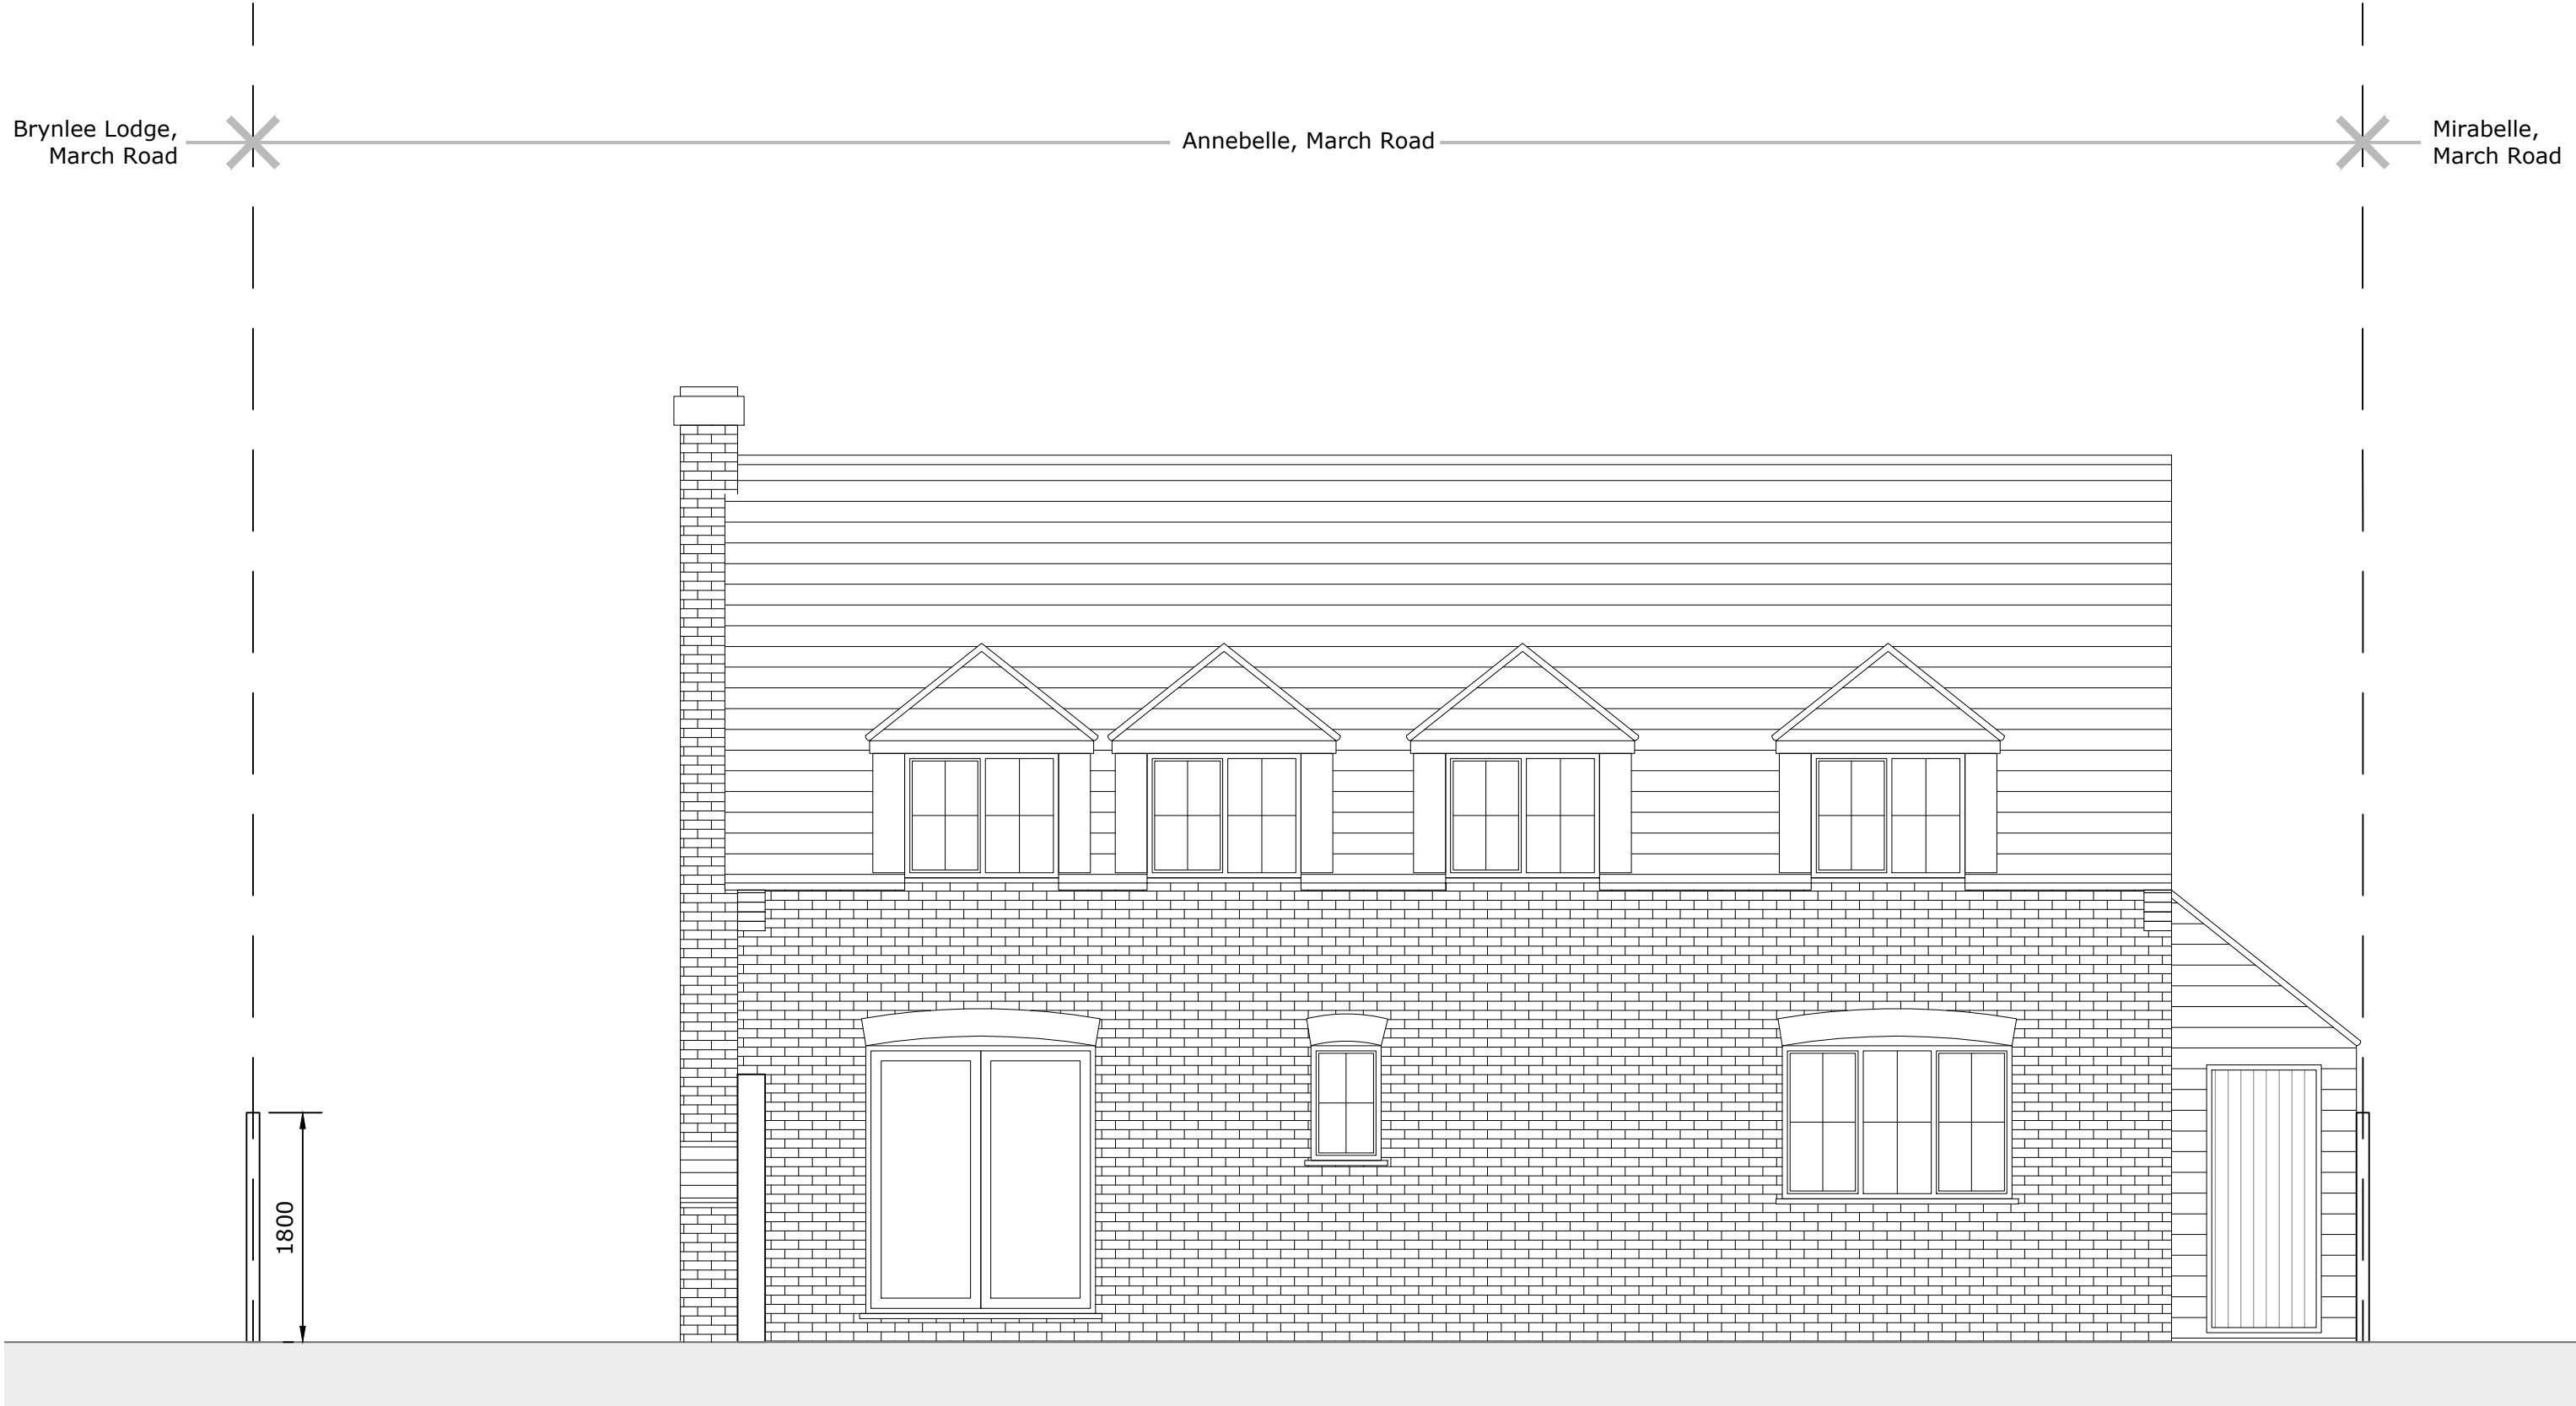 Brynlee Lodge,
March Road
Annebelle, March Road
Mirabelle,
March Road
1800